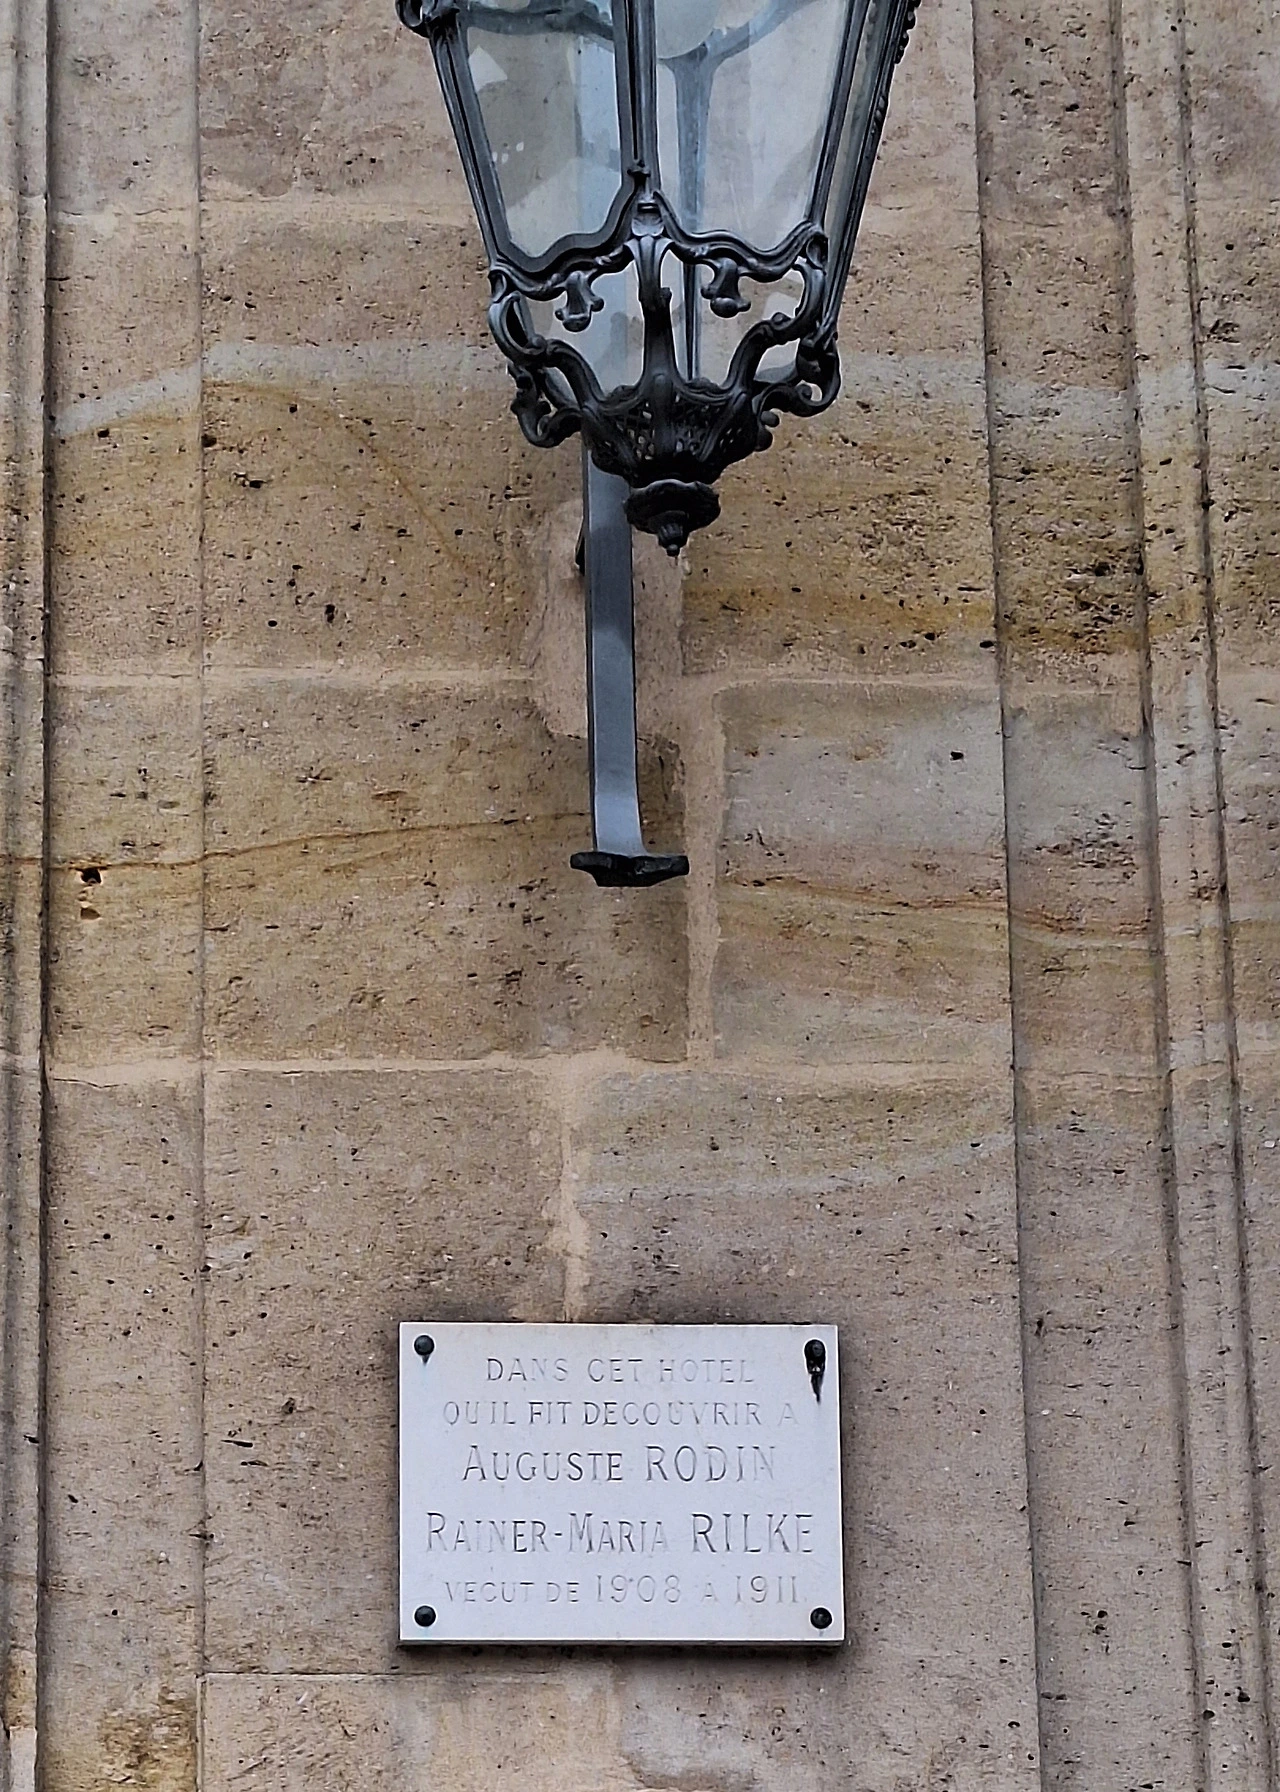 DANS CET HOTEL
QU'IL FIT DECOUVRIR A
AUGUSTE RODIN
RAINER-MARIA RILKE
VECUT DE 1908 A 1911.